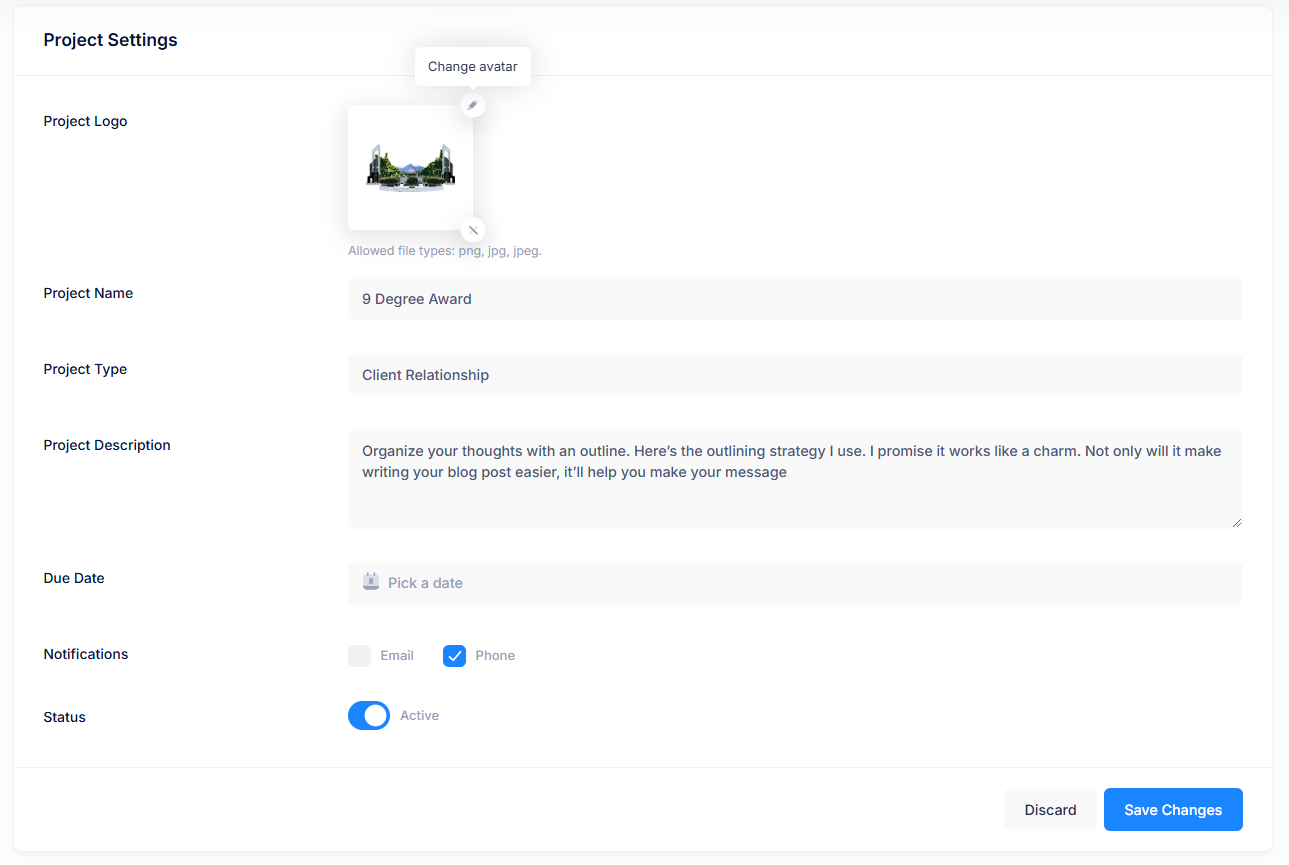 Project Settings
Change avatar
Project Logo
Allowed file types: png, jpg, jpeg.
Project Name
9 Degree Award
Project Type
Client Relationship
Project Description
Organize your thoughts with an outline. Here’s the outlining strategy I use. I promise it works like a charm. Not only will it make
writing your blog post easier, it’ll help you make your message
Due Date
8
Pick a date
Notifications
Email
Phone
Status
Active
Discard
Save Changes